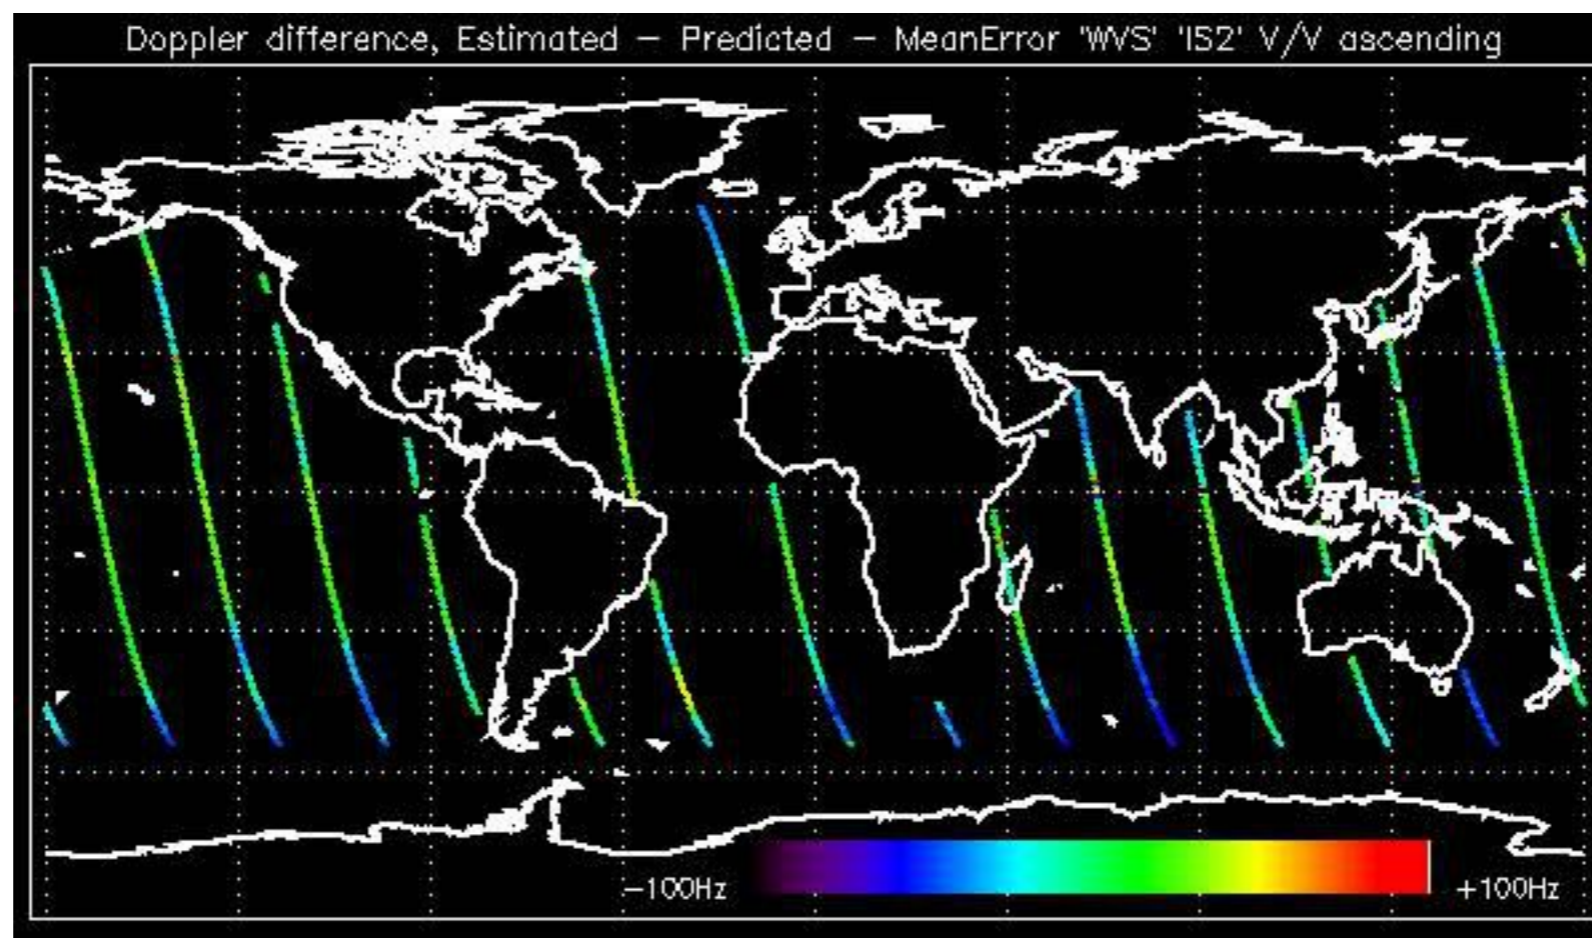 Doppler difference, Estimated – Predicted – MeanError 'WVS' 'IS2' V/V ascending
–100Hz +100Hz